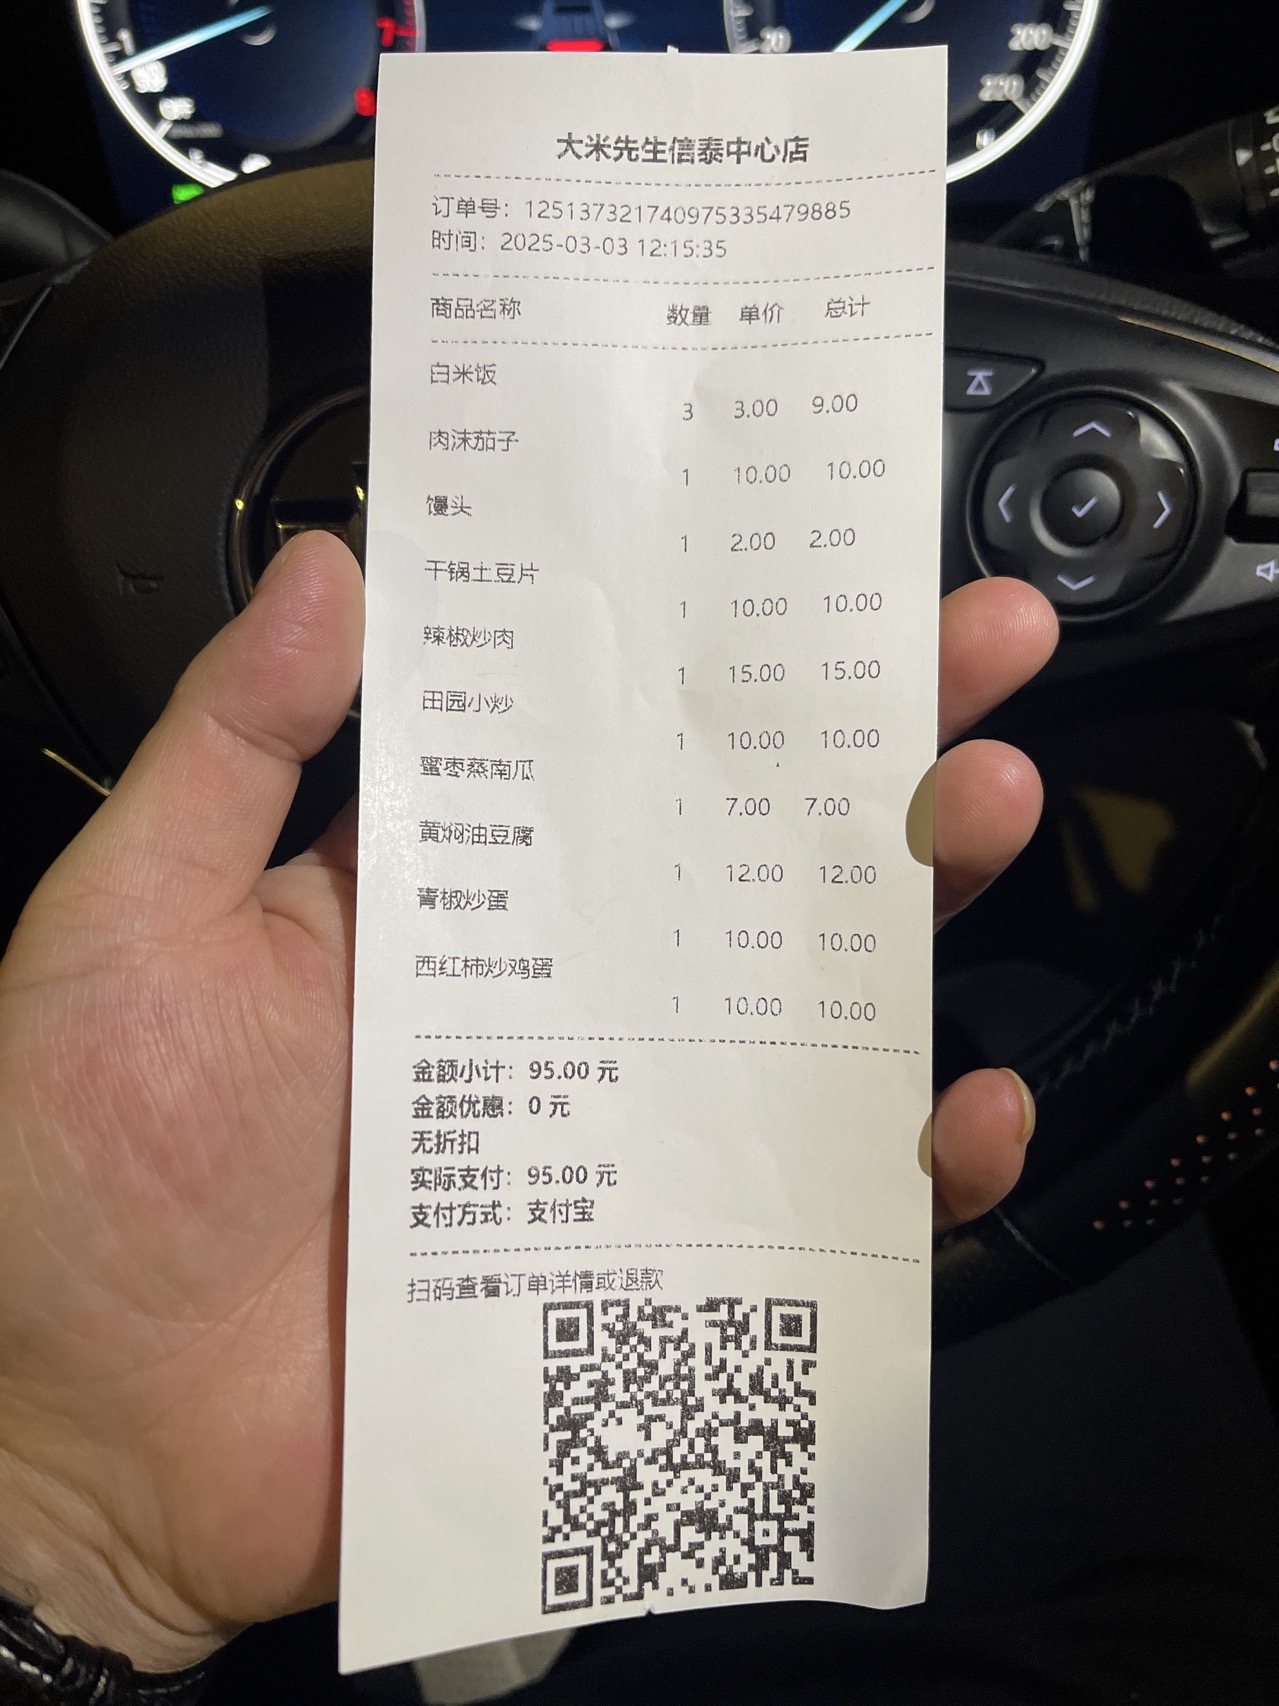 大米先生信泰中心店
订单号：125137321740975335479885
时间：2025-03-03 12:15:35
商品名称 数量 单价 总计
白米饭
3 3.00 9.00
肉沫茄子
1 10.00 10.00
馒头
1 2.00 2.00
干锅土豆片
1 10.00 10.00
辣椒炒肉
1 15.00 15.00
田园小炒
1 10.00 10.00
蜜枣蒸南瓜
1 7.00 7.00
黄焖油豆腐
1 12.00 12.00
青椒炒蛋
1 10.00 10.00
西红柿炒鸡蛋
1 10.00 10.00
金额小计：95.00 元
金额优惠：0 元
无折扣
实际支付：95.00 元
支付方式：支付宝
扫码查看订单详情或退款
200
220